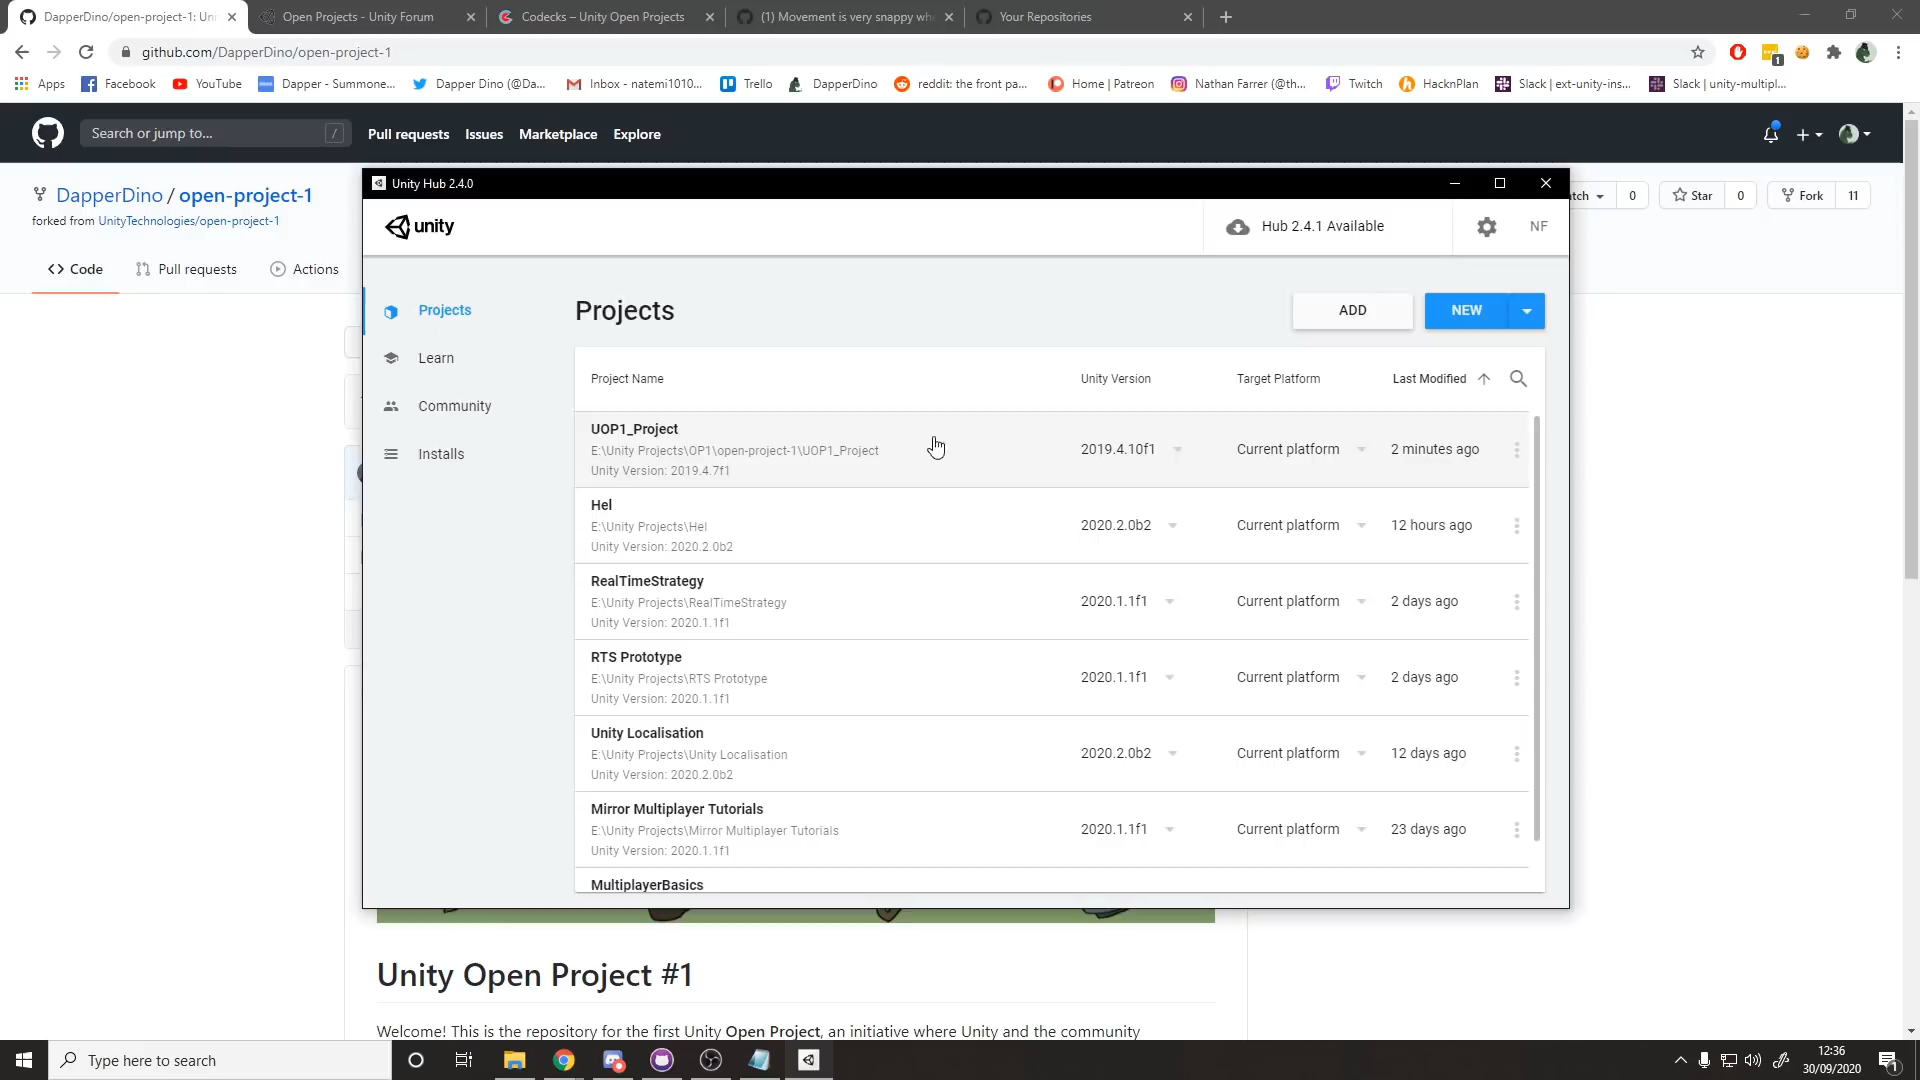 DapperDino/open-project-1: Uni
Open Projects - Unity Forum
Codecks – Unity Open Projects
(1) Movement is very snappy wh
Your Repositories
github.com/DapperDino/open-project-1
1
Apps
Facebook
YouTube
Dapper - Summone...
Dapper Dino (@Da...
Inbox - natemi1010...
Trello
DapperDino
reddit: the front pa...
Home | Patreon
Nathan Farrer (@th...
Twitch
HacknPlan
Slack | ext-unity-ins...
Slack | unity-multipl...
Search or jump to...
/
Pull requests
Issues
Marketplace
Explore
DapperDino / open-project-1
forked from UnityTechnologies/open-project-1
atch
0
Star
0
Fork
11
Code
Pull requests
Actions
Unity Hub 2.4.0
unity
Hub 2.4.1 Available
NF
Projects
Learn
Community
Installs
Projects
ADD
NEW
Project Name
Unity Version
Target Platform
Last Modified
UOP1_Project
E:\Unity Projects\OP1\open-project-1\UOP1_Project
Unity Version: 2019.4.7f1
2019.4.10f1
Current platform
2 minutes ago
Hel
E:\Unity Projects\Hel
Unity Version: 2020.2.0b2
2020.2.0b2
Current platform
12 hours ago
RealTimeStrategy
E:\Unity Projects\RealTimeStrategy
Unity Version: 2020.1.1f1
2020.1.1f1
Current platform
2 days ago
RTS Prototype
E:\Unity Projects\RTS Prototype
Unity Version: 2020.1.1f1
2020.1.1f1
Current platform
2 days ago
Unity Localisation
E:\Unity Projects\Unity Localisation
Unity Version: 2020.2.0b2
2020.2.0b2
Current platform
12 days ago
Mirror Multiplayer Tutorials
E:\Unity Projects\Mirror Multiplayer Tutorials
Unity Version: 2020.1.1f1
2020.1.1f1
Current platform
23 days ago
MultiplayerBasics
Unity Open Project #1
Welcome! This is the repository for the first Unity Open Project, an initiative where Unity and the community
Type here to search
12:36
30/09/2020
1